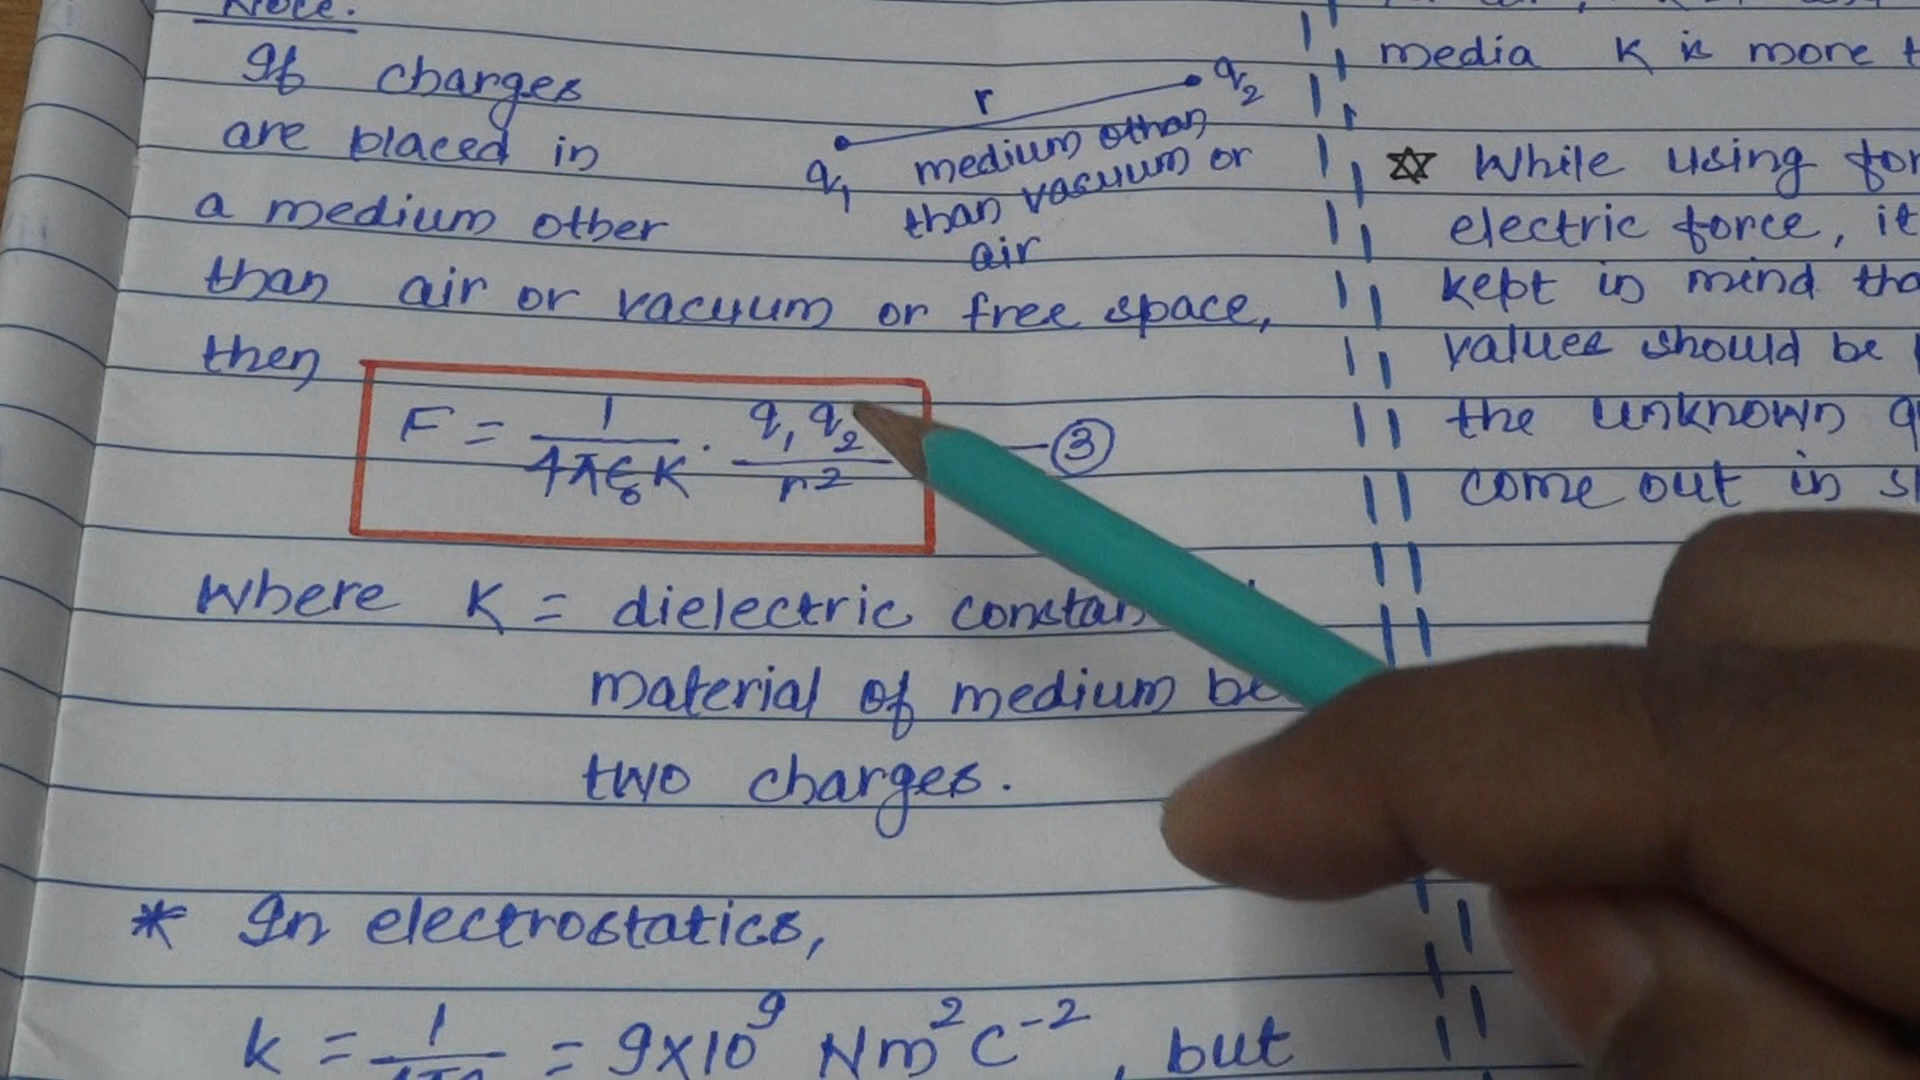 Note:
If charges
are placed in
a medium other
than air or vacuum or free space,
then
r
q₁
q₂
medium othan
than vacuum or
air
F = 1/4πε₀K · q₁q₂/r² — ③
Where K = dielectric constan
material of medium be
two charges.
* In electrostatics,
k = 1/ = 9×10⁹ Nm²C⁻², but
media K is more
☆ While using for
electric force, it
kept in mind tha
values should be
the unknown q
come out in s